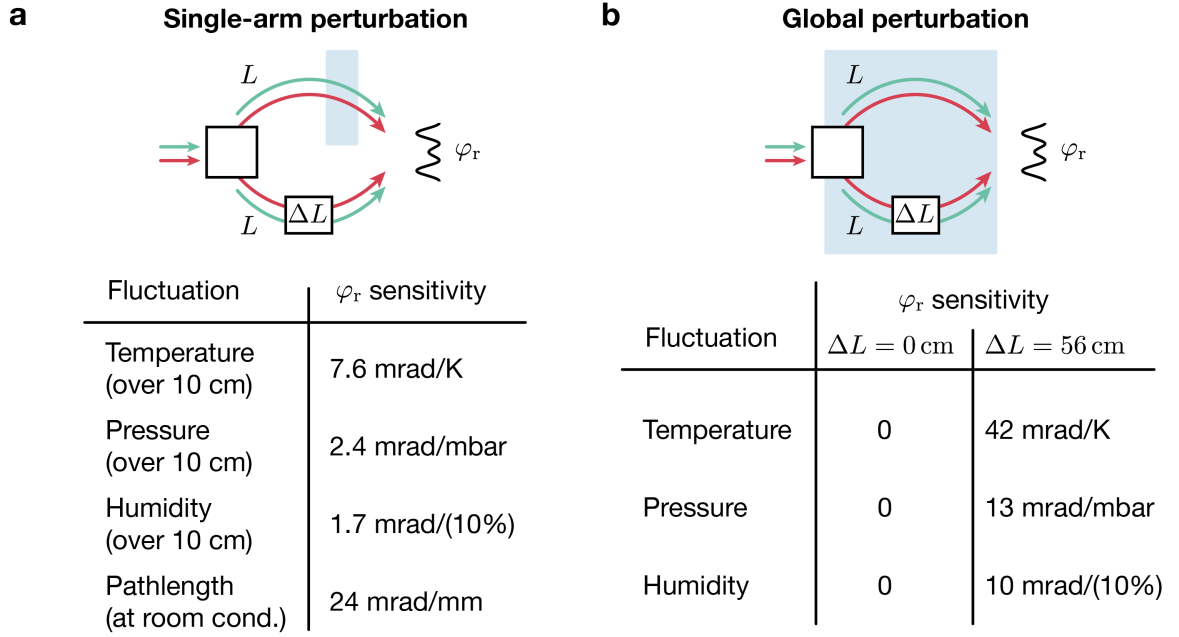 a
Single-arm perturbation
L
φr
L
ΔL
Fluctuation
φr sensitivity
Temperature
(over 10 cm)
7.6 mrad/K
Pressure
(over 10 cm)
2.4 mrad/mbar
Humidity
(over 10 cm)
1.7 mrad/(10%)
Pathlength
(at room cond.)
24 mrad/mm
b
Global perturbation
L
φr
L
ΔL
φr sensitivity
Fluctuation
ΔL = 0 cm
ΔL = 56 cm
Temperature
0
42 mrad/K
Pressure
0
13 mrad/mbar
Humidity
0
10 mrad/(10%)